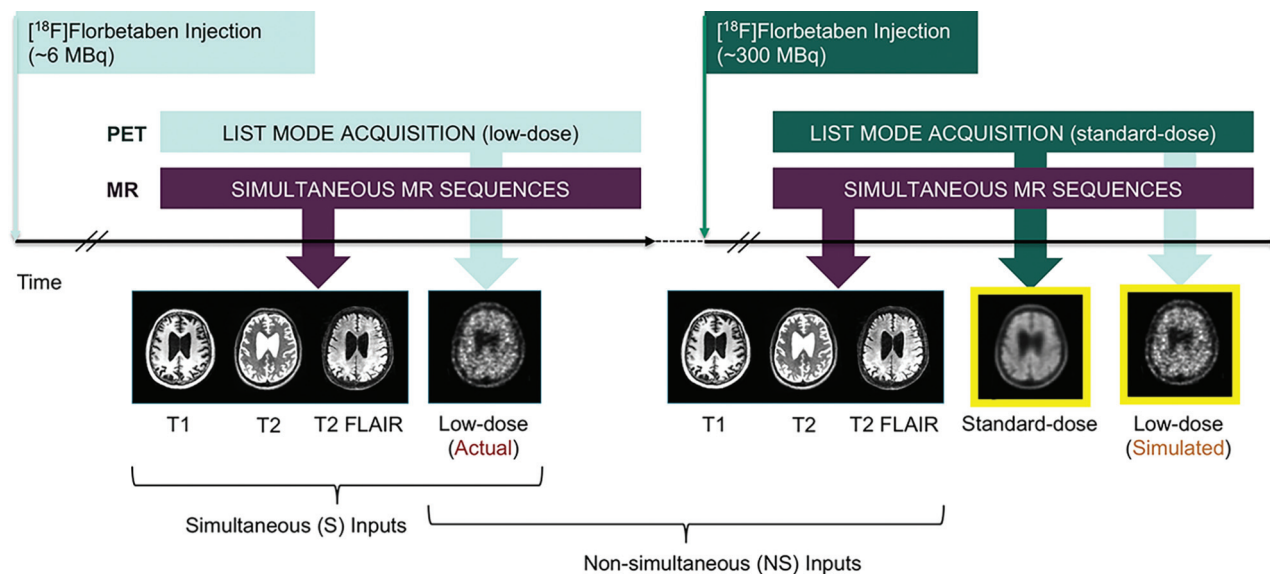 [¹⁸F]Florbetaben Injection
(~6 MBq)
[¹⁸F]Florbetaben Injection
(~300 MBq)
PET
LIST MODE ACQUISITION (low-dose)
LIST MODE ACQUISITION (standard-dose)
MR
SIMULTANEOUS MR SEQUENCES
SIMULTANEOUS MR SEQUENCES
Time
T1
T2
T2 FLAIR
Low-dose
(Actual)
T1
T2
T2 FLAIR
Standard-dose
Low-dose
(Simulated)
Simultaneous (S) Inputs
Non-simultaneous (NS) Inputs